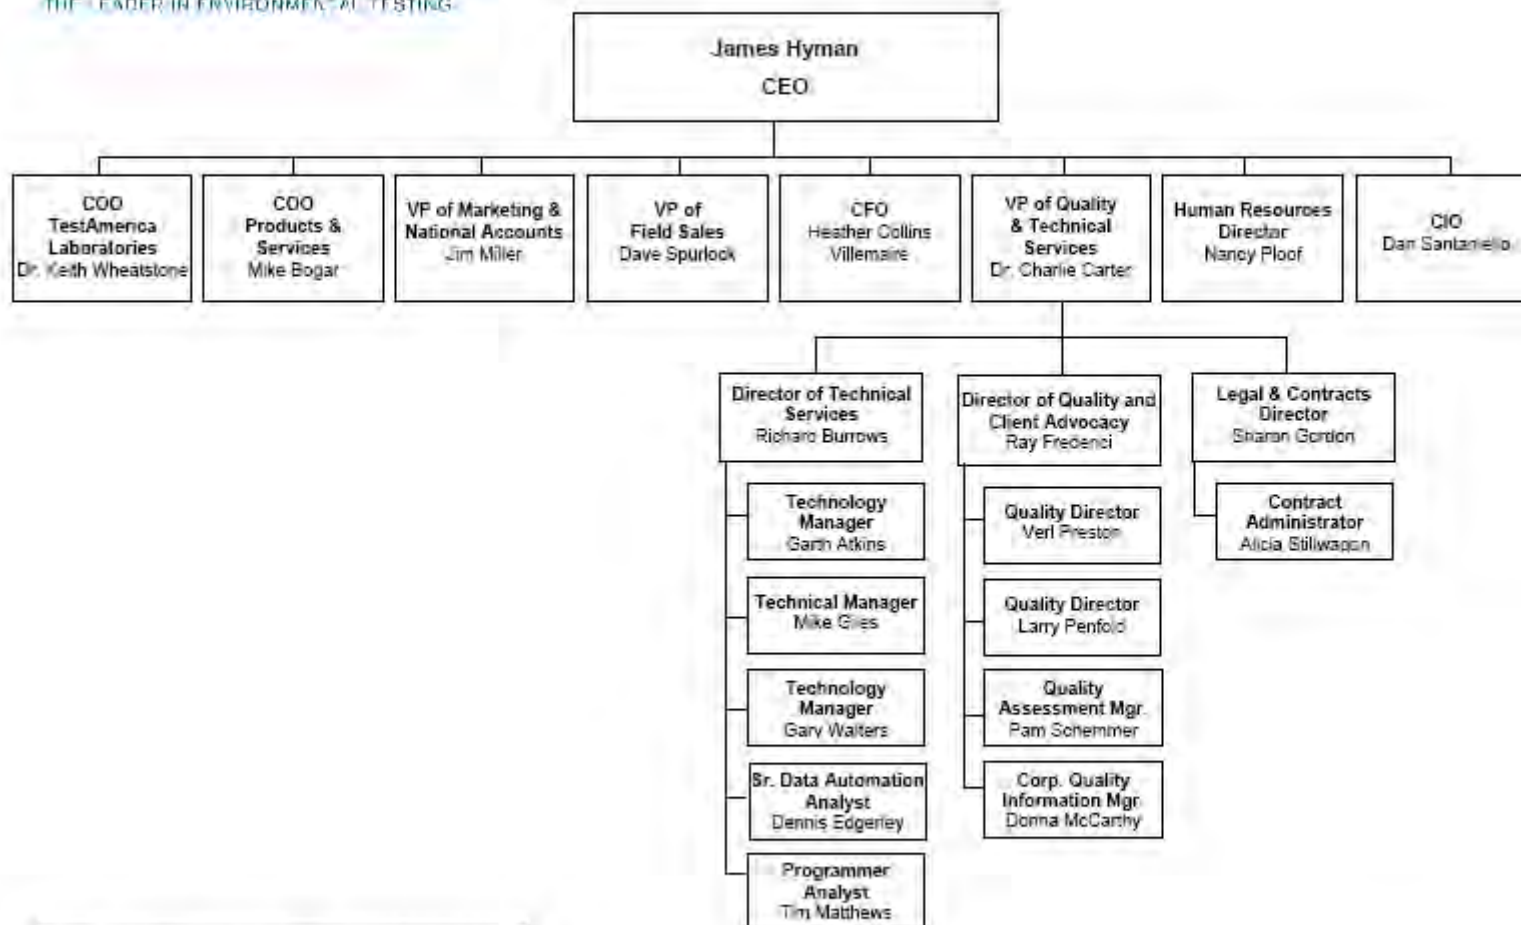 THE LEADER IN ENVIRONMENTAL TESTING
James Hyman
CEO
COO
TestAmerica
Laboratories
Dr. Keith Wheatstone
COO
Products &
Services
Mike Bogar
VP of Marketing &
National Accounts
Jim Miller
VP of
Field Sales
Dave Spurlock
CFO
Heather Collins
Villemaire
VP of Quality
& Technical
Services
Dr. Charlie Carter
Human Resources
Director
Nancy Ploof
CIO
Dan
Director of Technical
Services
Richard Burrows
Director of Quality and
Client Advocacy
Ray Frederici
Legal & Contracts
Director
Sharon Gordon
Technology
Manager
Garth Atkins
Technical Manager
Mike
Technology
Manager
Gary Walters
Sr. Data Automation
Analyst
Dennis Edgerley
Programmer
Analyst
Tim Matthews
Quality Director
Verl Preston
Quality Director
Larry Penfold
Quality
Assessment Mgr.
Pam Schemmer
Corp. Quality
Information Mgr.
Donna McCarthy
Contract
Administrator
Alicia Stillwagon